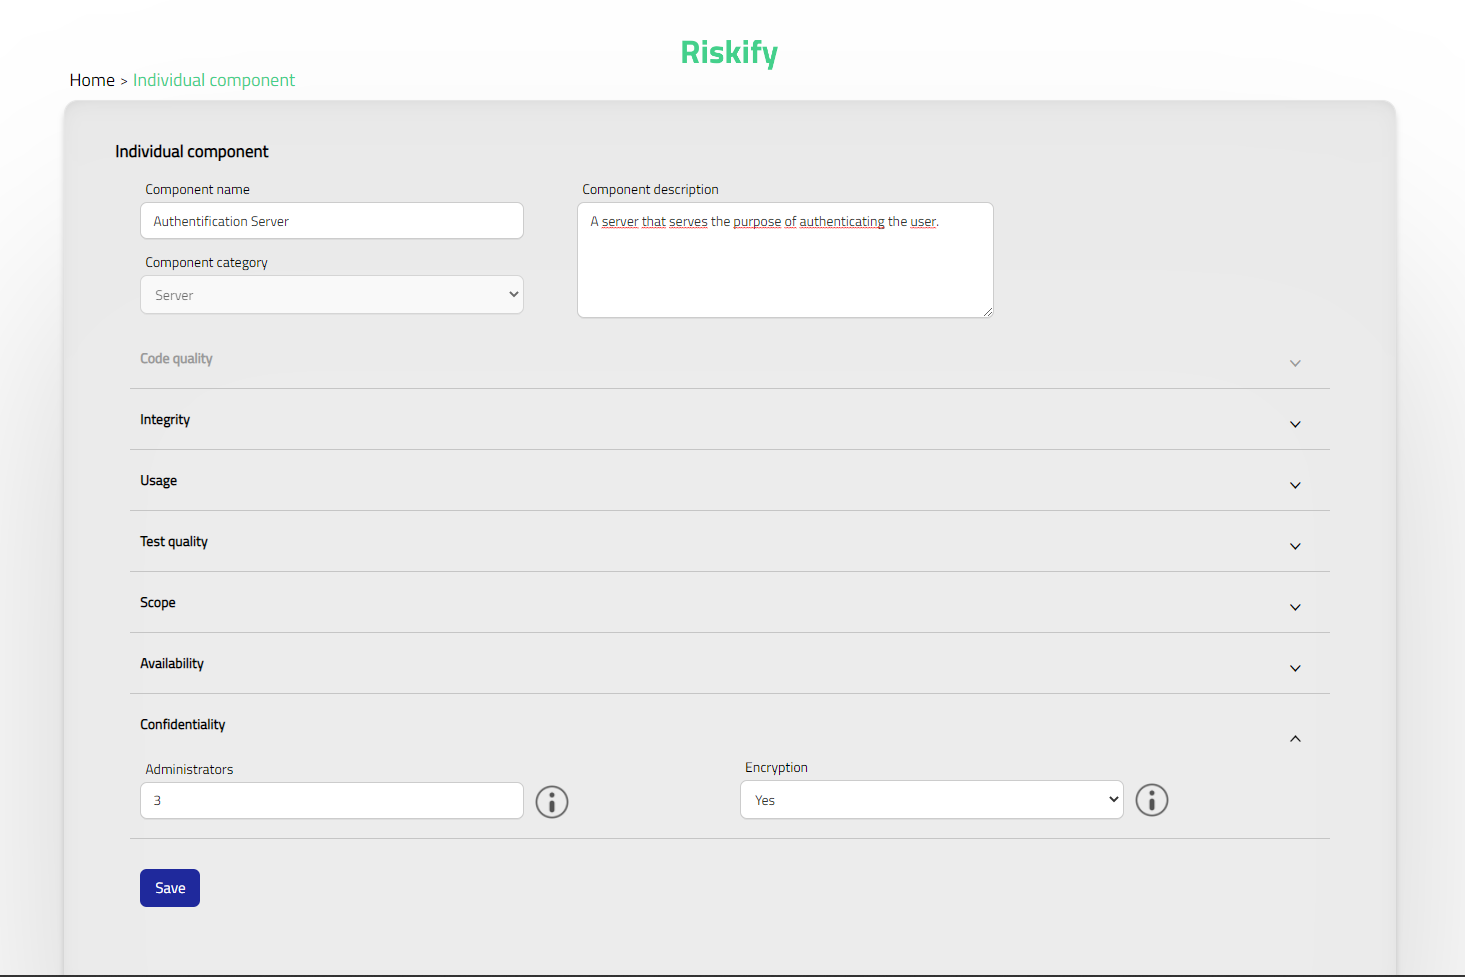 Riskify
Home > Individual component
Individual component
Component name
Component description
Authentification Server
A server that serves the purpose of authenticating the user.
Component category
Server
Code quality
Integrity
Usage
Test quality
Scope
Availability
Confidentiality
Administrators
Encryption
3
Yes
Save